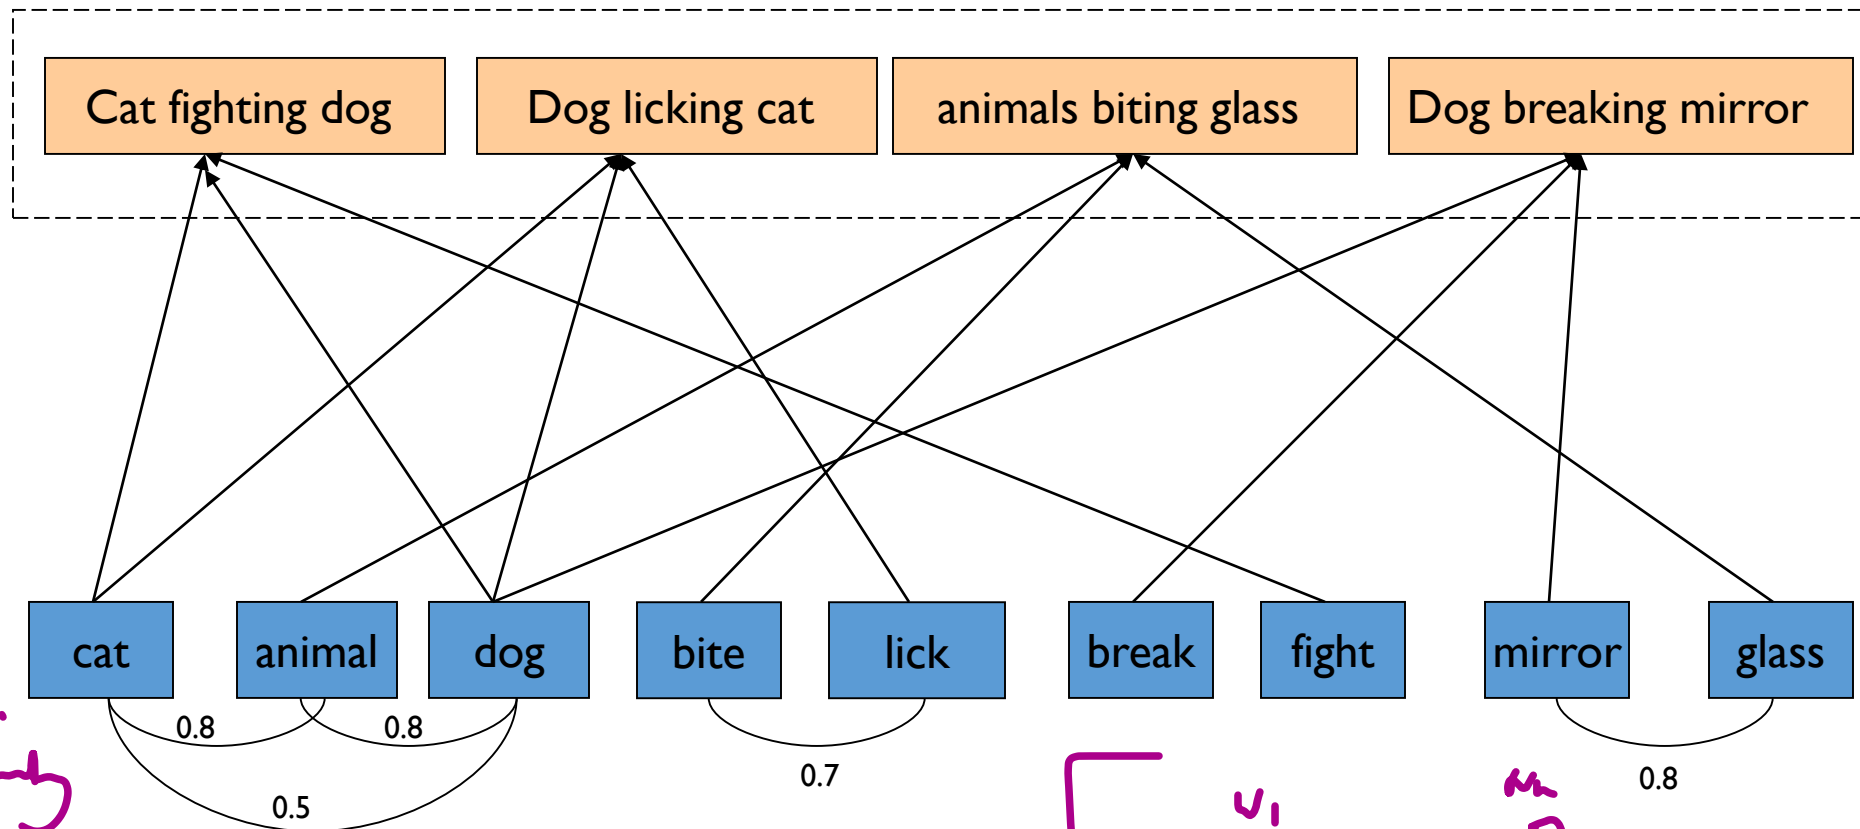 Cat fighting dog
Dog licking cat
animals biting glass
Dog breaking mirror
cat
animal
dog
bite
lick
break
fight
mirror
glass
0.8
0.8
0.5
0.7
0.8
w1